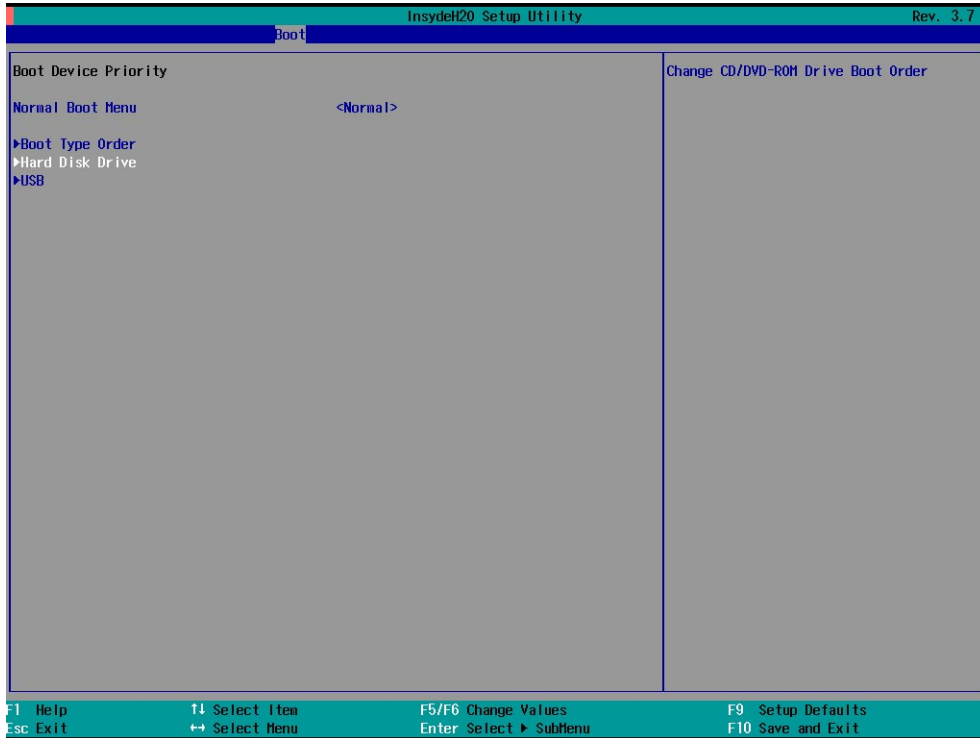 InsydeH20 Setup Utility Rev. 3.7
Boot
Boot Device Priority
Normal Boot Menu <Normal>
▶Boot Type Order
▶Hard Disk Drive
▶USB
Change CD/DVD-ROM Drive Boot Order
F1 Help ↑↓ Select Item F5/F6 Change Values F9 Setup Defaults
Esc Exit ↔ Select Menu Enter Select ▶ SubMenu F10 Save and Exit